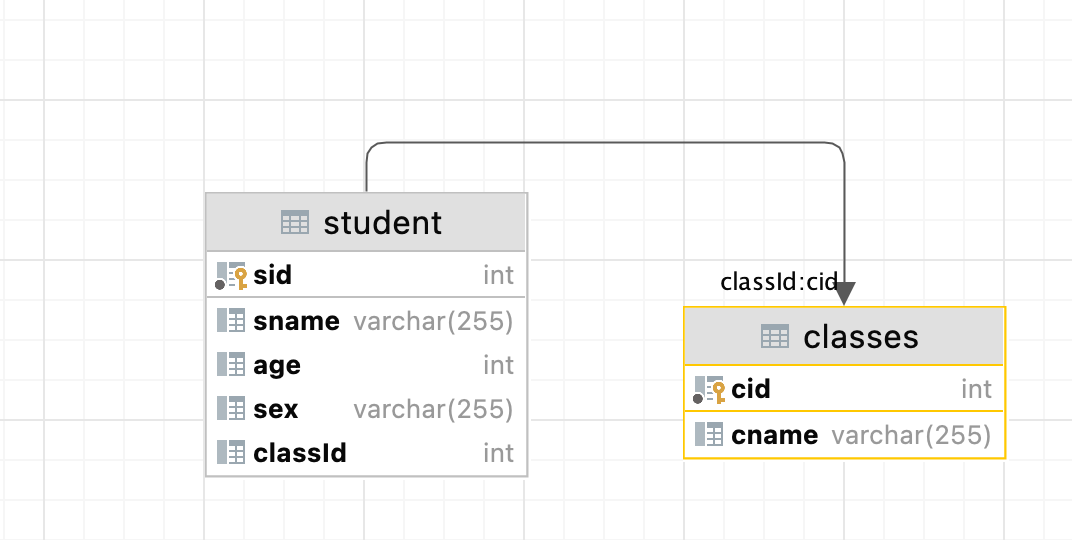 student
sid int
sname varchar(255)
age int
sex varchar(255)
classId int
classId:cid
classes
cid int
cname varchar(255)